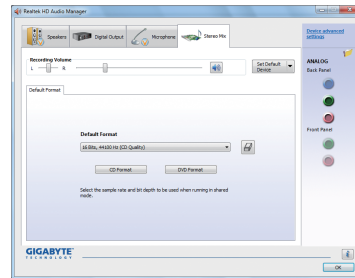 Realtek HD Audio Manager
Speakers
Digital Output
Microphone
Stereo Mix
Device advanced settings
Recording Volume
L
R
Set Default Device
ANALOG
Back Panel
Default Format
Default Format
16 Bits, 44100 Hz (CD Quality)
CD Format
DVD Format
Select the sample rate and bit depth to be used when running in shared
mode.
Front Panel
GIGABYTE
TECHNOLOGY
OK